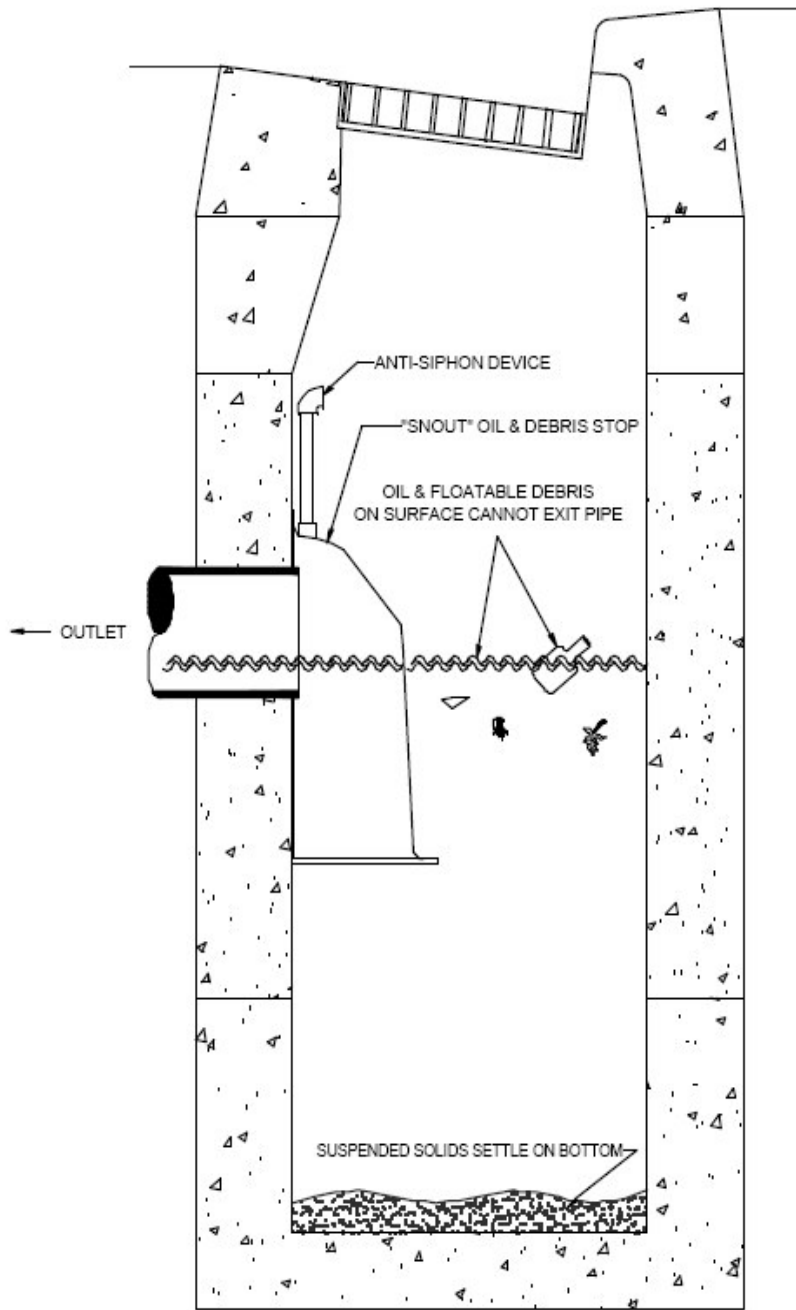 ANTI-SIPHON DEVICE
"SNOUT" OIL & DEBRIS STOP
OIL & FLOATABLE DEBRIS
ON SURFACE CANNOT EXIT PIPE
OUTLET
SUSPENDED SOLIDS SETTLE ON BOTTOM